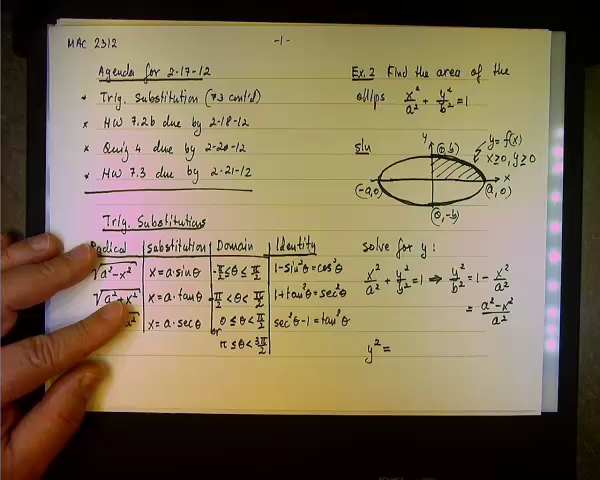 MAC 2312
-1-
Agenda for 2-17-12
* Trig. Substitution (7.3 cont'd)
* HW 7.2b due by 2-18-12
* Quiz 4 due by 2-20-12
* HW 7.3 due by 2-21-12
Trig. Substitutions
Radical | substitution | Domain | Identity
√a²-x² | x = a·sinθ | -π/2 ≤ θ ≤ π/2 | 1-sin²θ = cos²θ
√a²+x² | x = a·tanθ | -π/2 < θ < π/2 | 1+tan²θ = sec²θ
a² | x = a·secθ | 0 ≤ θ < π/2 | sec²θ-1 = tan²θ
or
π ≤ θ < 3π/2
Ex. 2 Find the area of the
ellips x²/a² + y²/b² = 1
sln
y
(0, b)
y = f(x)
x ≥ 0, y ≥ 0
(-a, 0)
(a, 0)
x
(0, -b)
solve for y:
x²/a² + y²/y² = 1 ⇒ y²/b² = 1 - x²/a²
= a²-x²/a²
y² =